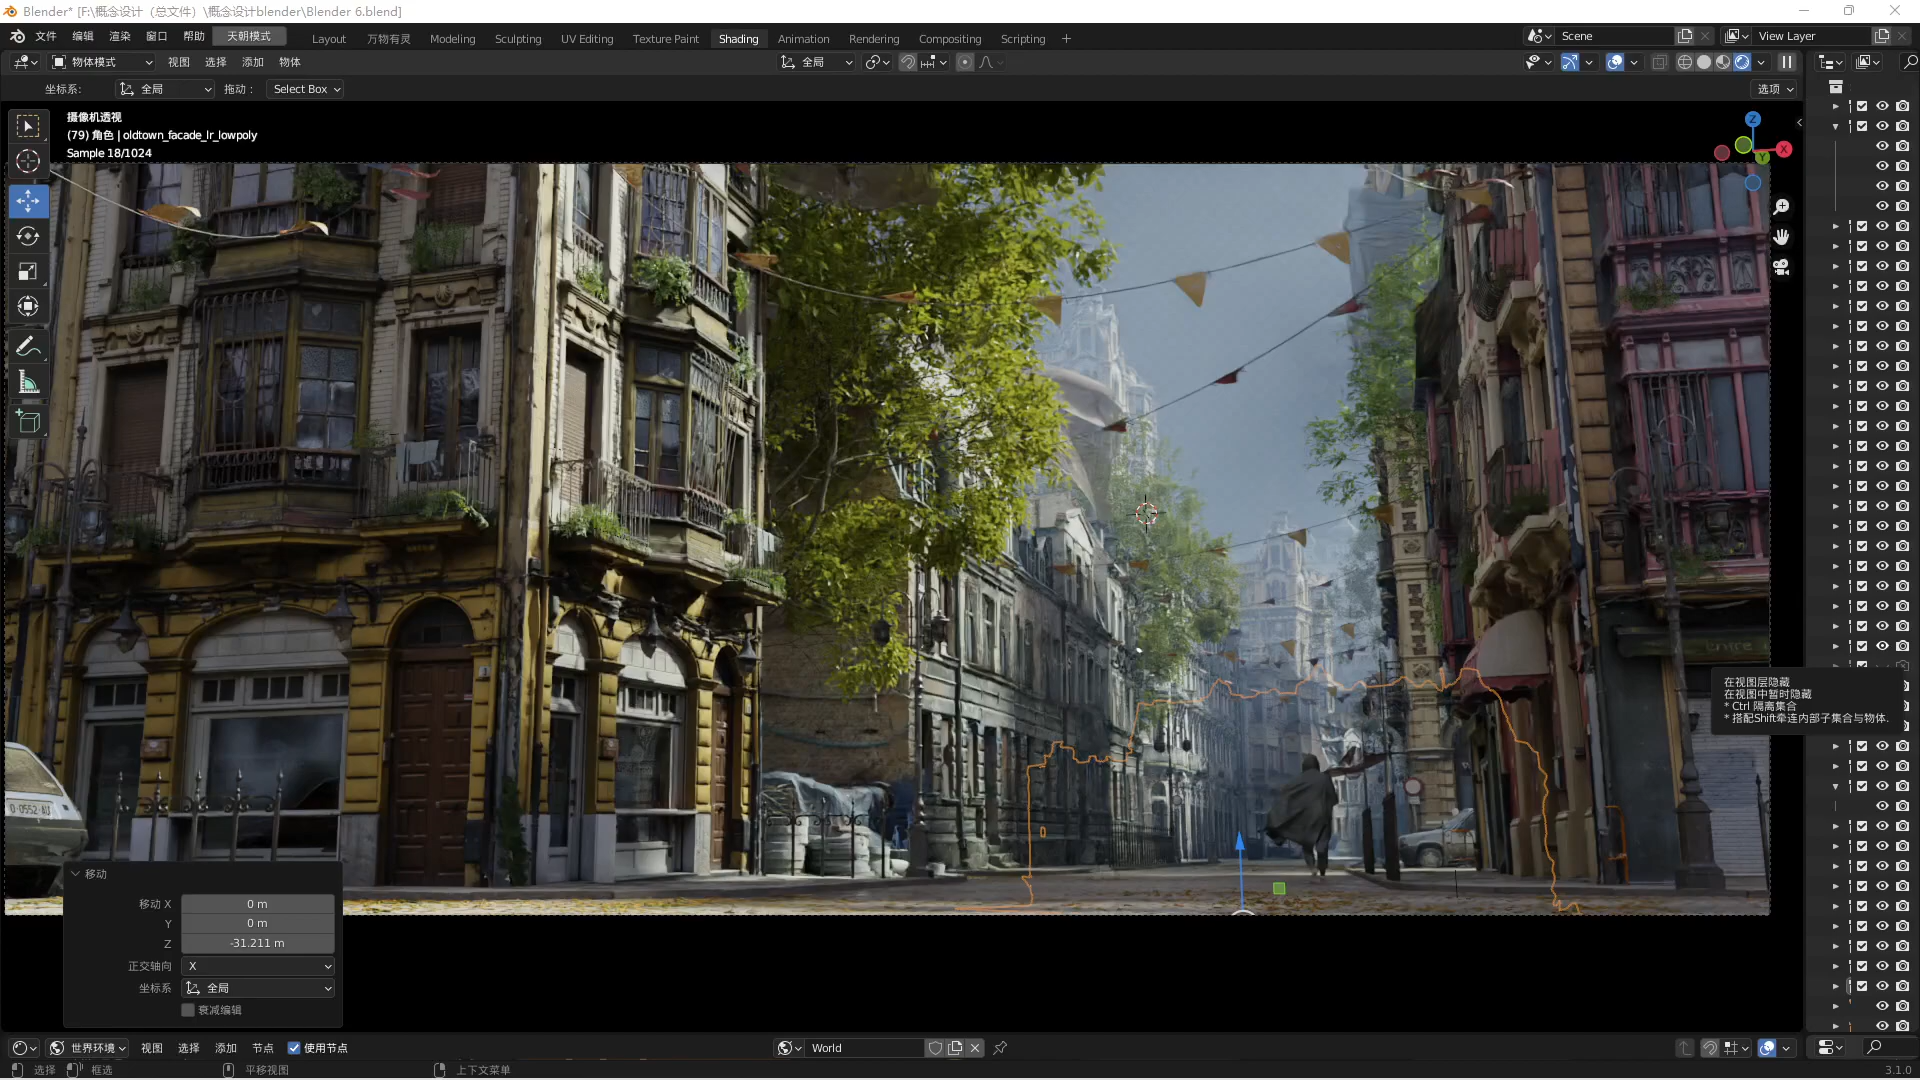 Blender* [F:\概念设计（总文件）\概念设计blender\Blender 6.blend]
文件 编辑 渲染 窗口 帮助 天朝模式 Layout 万物有灵 Modeling Sculpting UV Editing Texture Paint Shading Animation Rendering Compositing Scripting + Scene View Layer
物体模式 视图 选择 添加 物体 全局
坐标系: 全局 拖动: Select Box 选项
摄像机透视
(79) 角色 | oldtown_facade_lr_lowpoly
Sample 18/1024
Z
X
Y
在视图层隐藏
在视图中暂时隐藏
* Ctrl 隔离集合
* 搭配Shift牵连内部子集合与物体.
0-0552-AU
移动
移动 X 0 m
Y 0 m
Z -31.211 m
正交轴向 X
坐标系 全局
衰减编辑
世界环境 视图 选择 添加 节点 使用节点 World
选择 框选 平移视图 上下文菜单 3.1.0